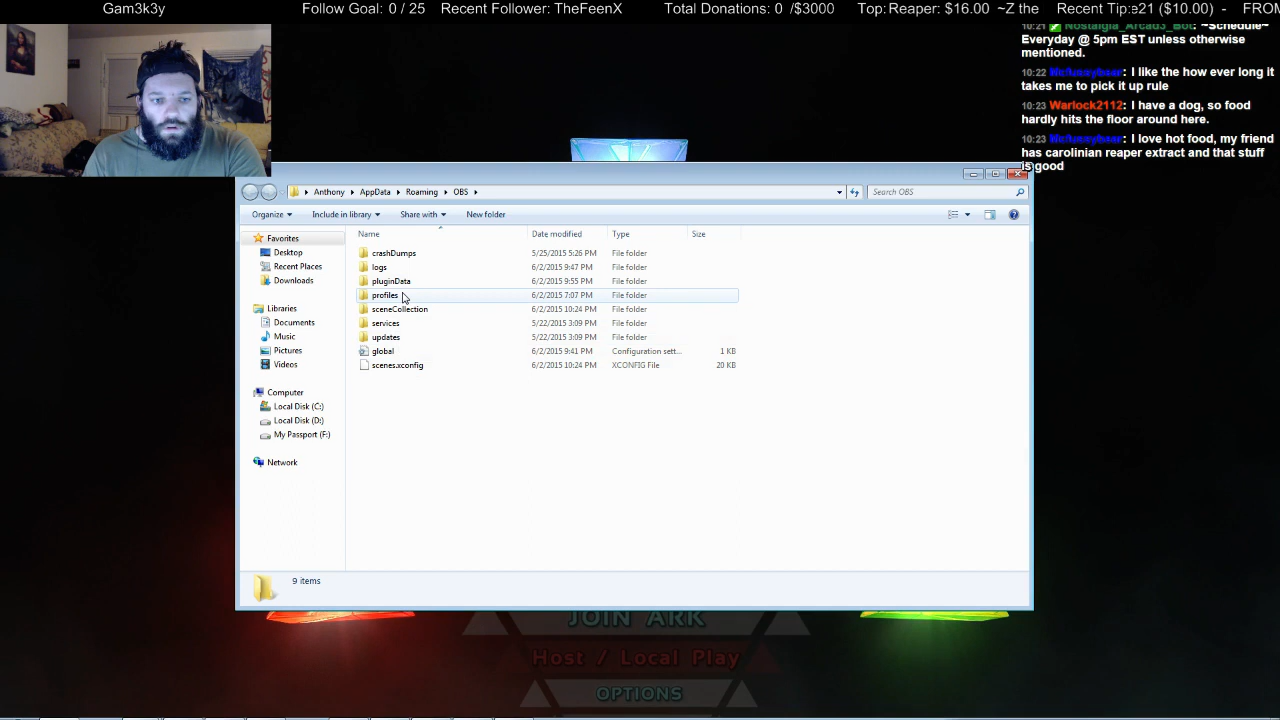 Gam3k3y Follow Goal: 0 / 25 Recent Follower: TheFeenX Total Donations: 0 /$3000 Top: Reaper: $16.00 ~Z the Recent Tip: e21 ($10.00) - FROM
10:21 Nostalgia_Arcad3_Bot: ~Schedule~
Everyday @ 5pm EST unless otherwise
mentioned.
10:22 Mcfussybear: I like the how ever long it
takes me to pick it up rule
10:23 Warlock2112: I have a dog, so food
hardly hits the floor around here.
10:23 Mcfussybear: I love hot food, my friend
has carolinian reaper extract and that stuff
is good
Anthony AppData Roaming OBS Search OBS
Organize Include in library Share with New folder
Favorites
Desktop
Recent Places
Downloads
Libraries
Documents
Music
Pictures
Videos
Computer
Local Disk (C:)
Local Disk (D:)
My Passport (F:)
Network
Name Date modified Type Size
crashDumps 5/25/2015 5:26 PM File folder
logs 6/2/2015 9:47 PM File folder
pluginData 6/2/2015 9:55 PM File folder
profiles 6/2/2015 7:07 PM File folder
sceneCollection 6/2/2015 10:24 PM File folder
services 5/22/2015 3:09 PM File folder
updates 5/22/2015 3:09 PM File folder
global 6/2/2015 9:41 PM Configuration sett... 1 KB
scenes.xconfig 6/2/2015 10:24 PM XCONFIG File 20 KB
9 items
JOIN ARK
Host / Local Play
OPTIONS